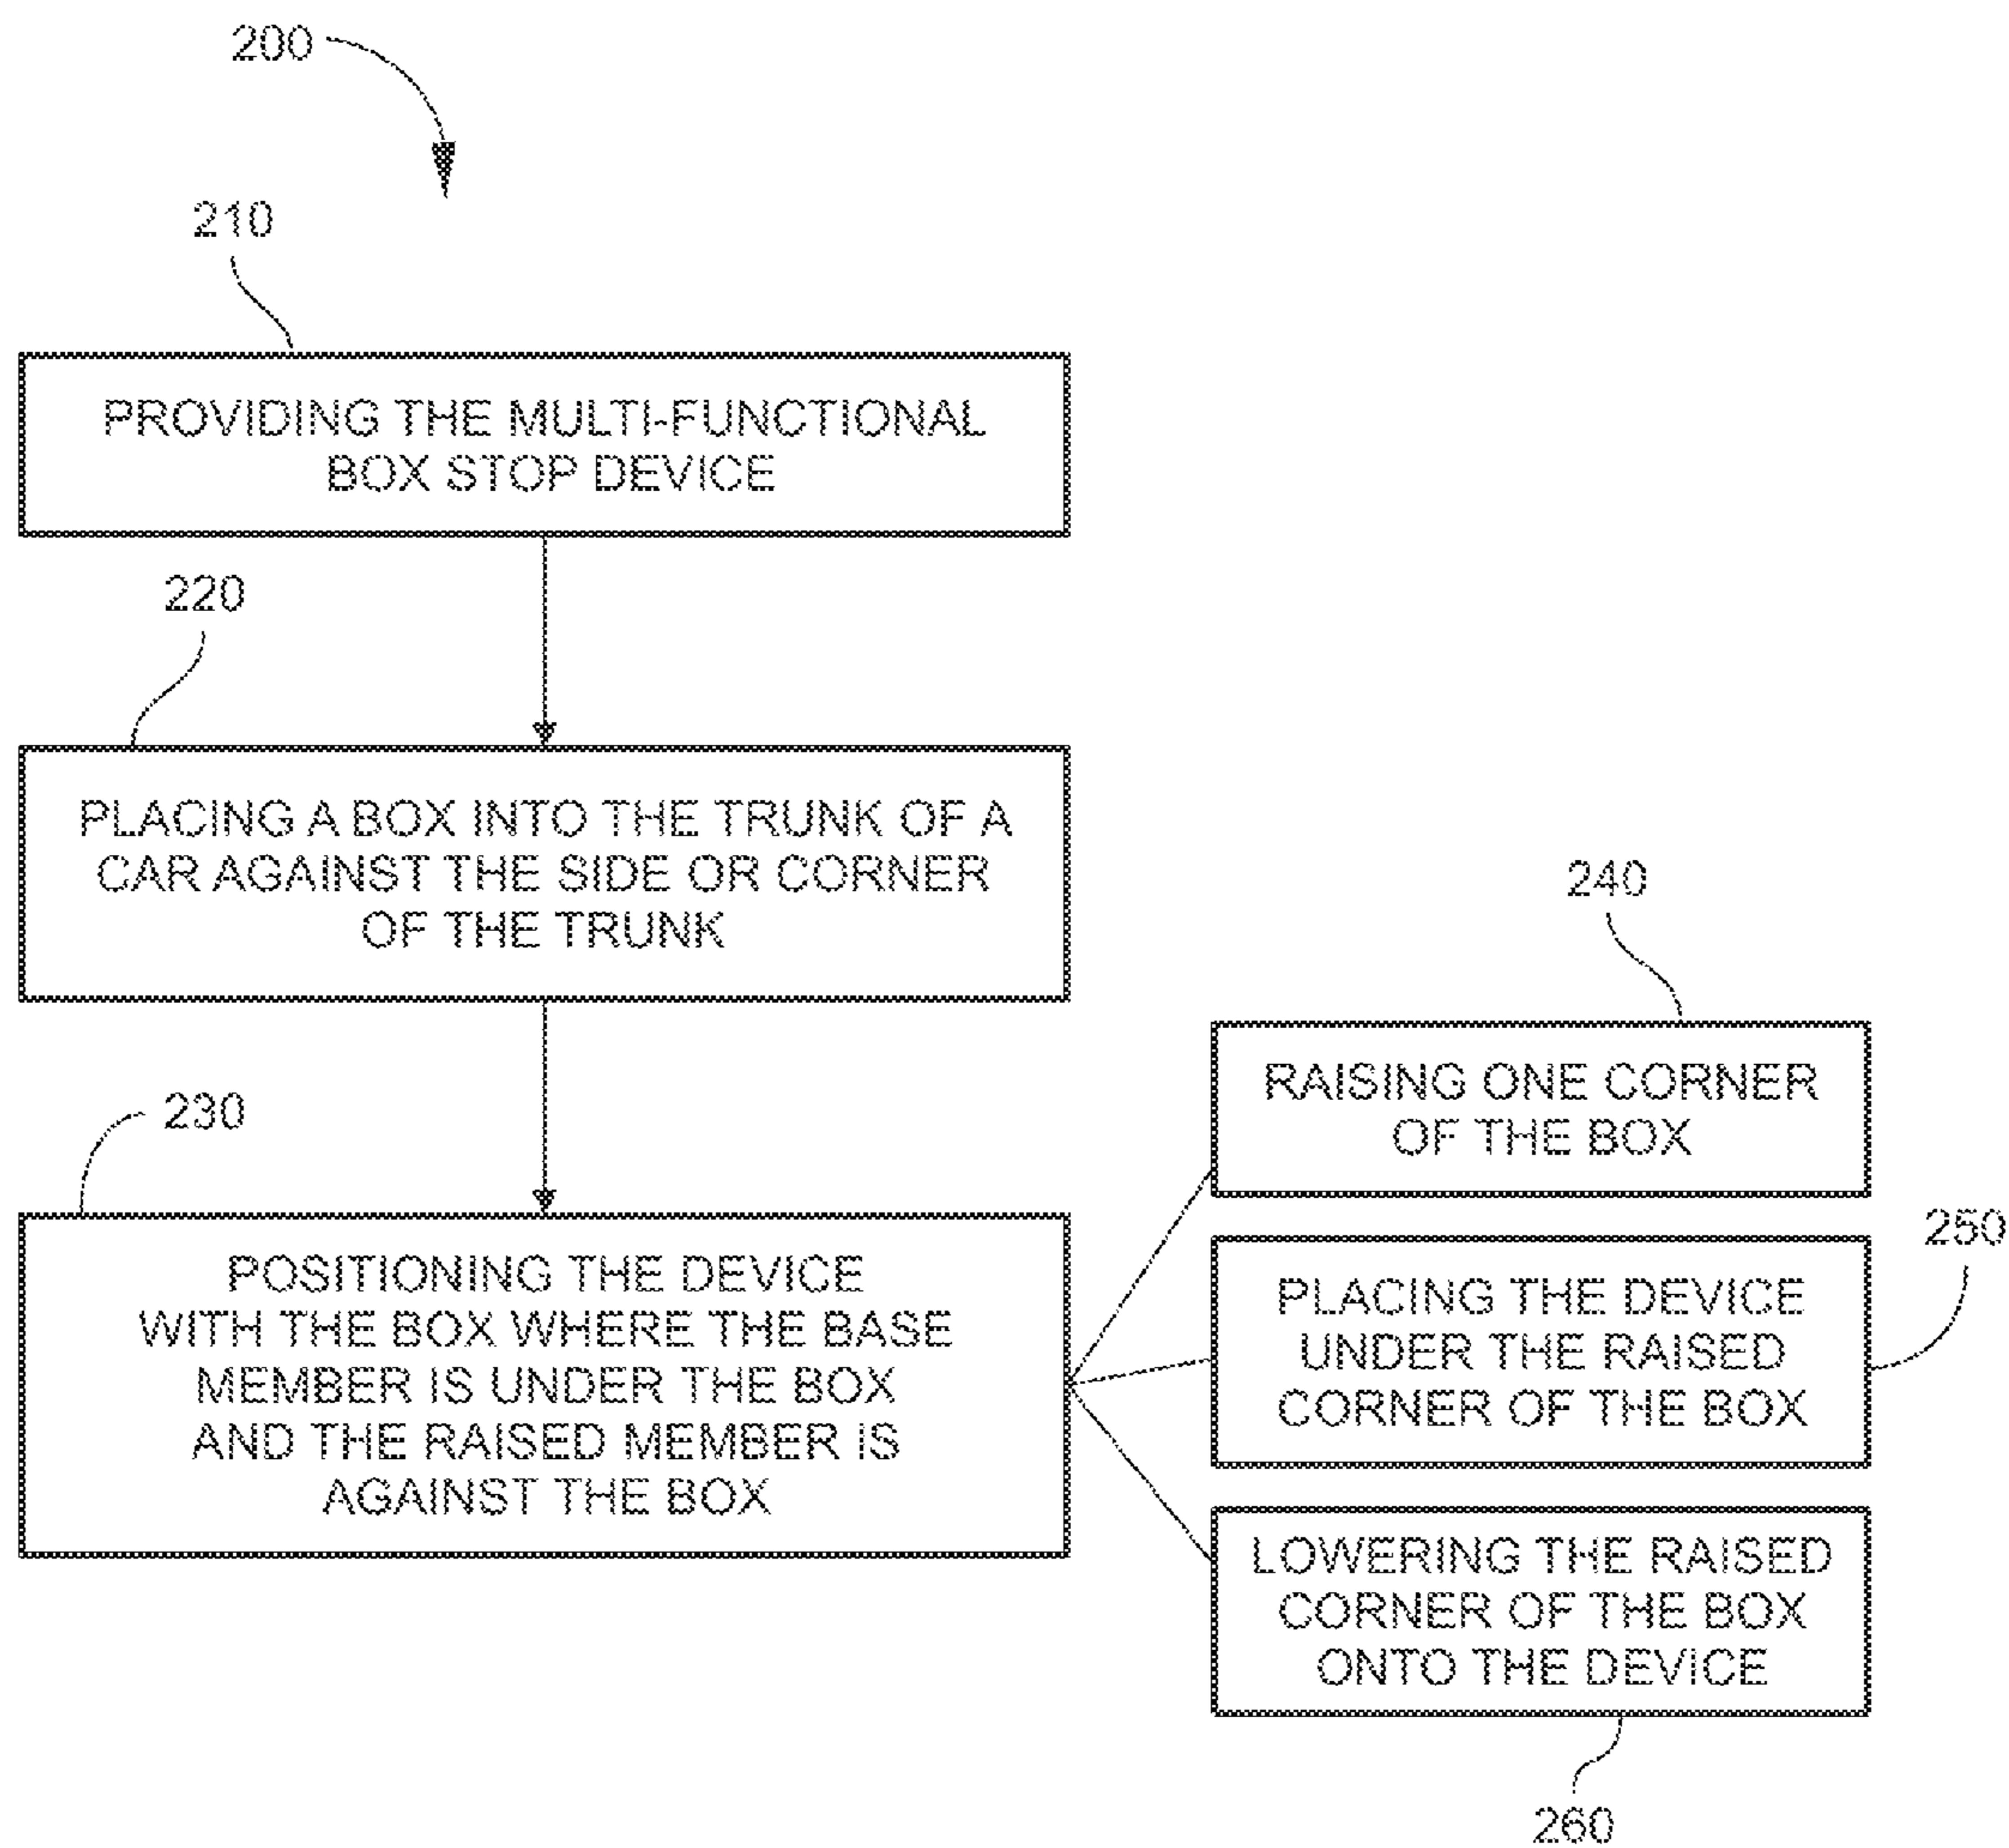 200
210
PROVIDING THE MULTI-FUNCTIONAL
BOX STOP DEVICE
220
PLACING A BOX INTO THE TRUNK OF A
CAR AGAINST THE SIDE OR CORNER
OF THE TRUNK
230
POSITIONING THE DEVICE
WITH THE BOX WHERE THE BASE
MEMBER IS UNDER THE BOX
AND THE RAISED MEMBER IS
AGAINST THE BOX
240
RAISING ONE CORNER
OF THE BOX
250
PLACING THE DEVICE
UNDER THE RAISED
CORNER OF THE BOX
LOWERING THE RAISED
CORNER OF THE BOX
ONTO THE DEVICE
260